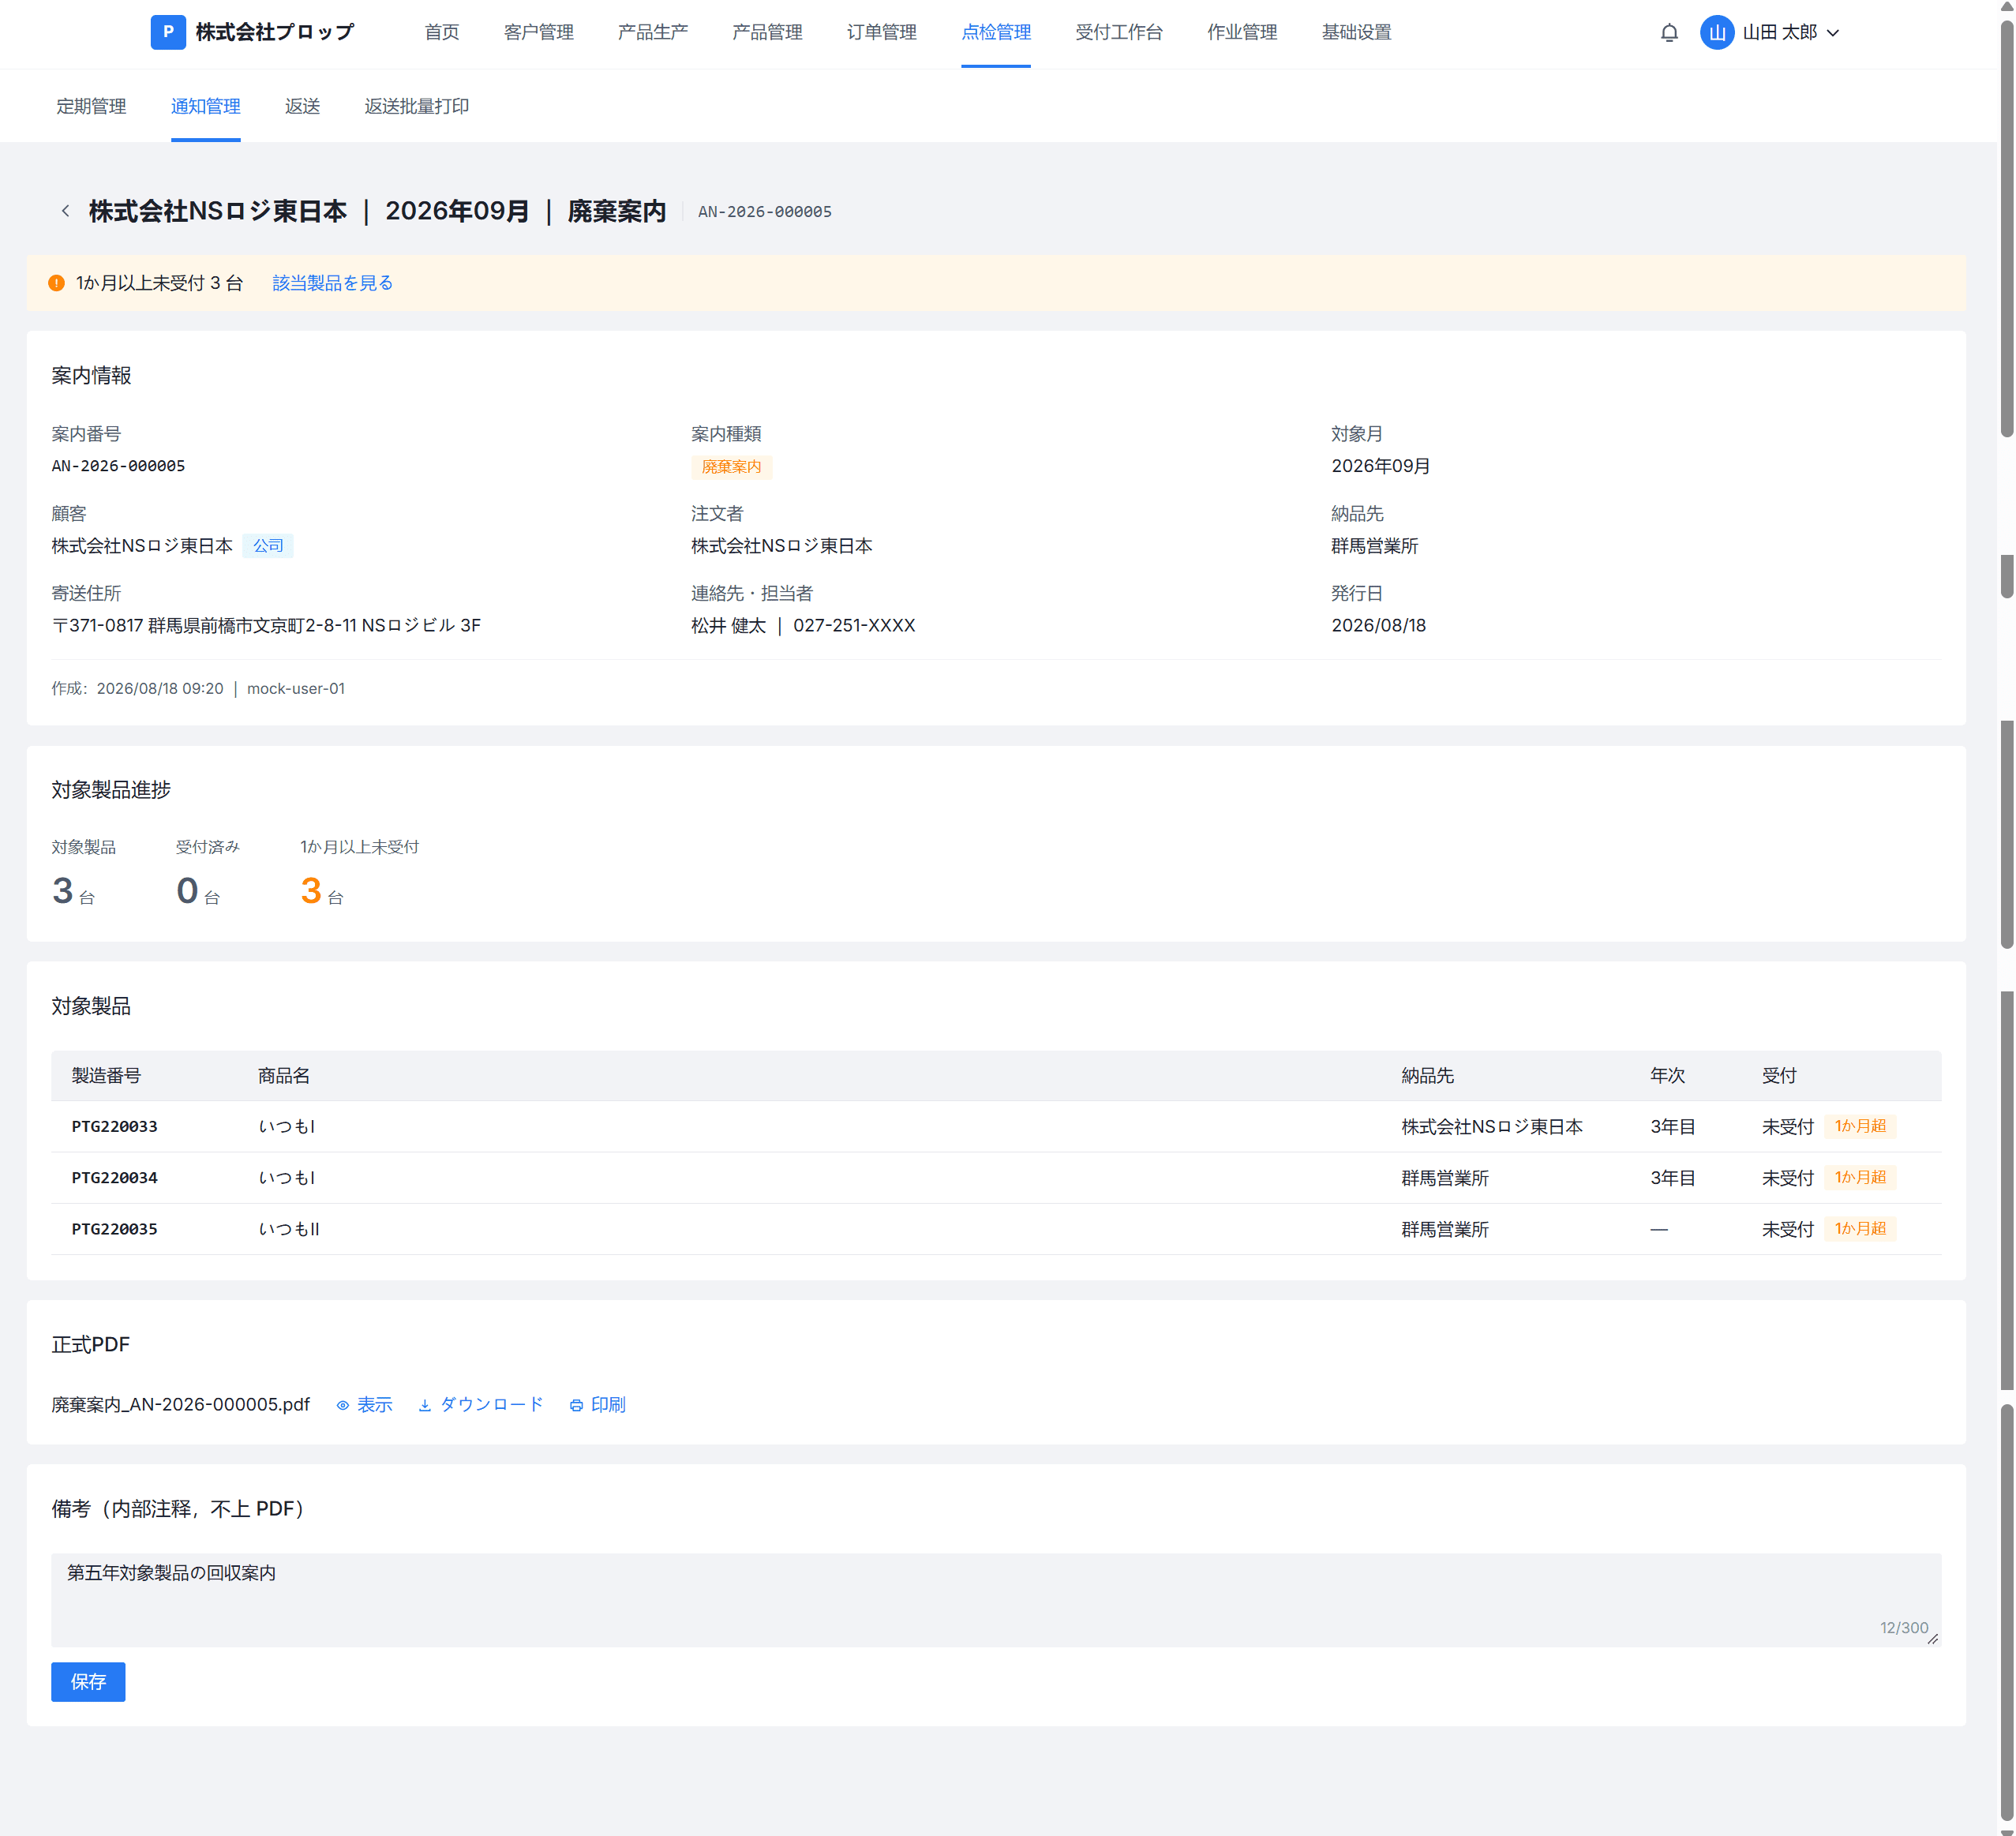 P 株式会社プロップ 首页 客户管理 产品生产 产品管理 订单管理 点检管理 受付工作台 作业管理 基础设置 山 山田 太郎
定期管理 通知管理 返送 返送批量打印
株式会社NSロジ東日本 | 2026年09月 | 廃棄案内 AN-2026-000005
1か月以上未受付 3 台 該当製品を見る
案内情報
案内番号 案内種類 対象月
AN-2026-000005 廃棄案内 2026年09月
顧客 注文者 納品先
株式会社NSロジ東日本 公司 株式会社NSロジ東日本 群馬営業所
寄送住所 連絡先・担当者 発行日
〒371-0817 群馬県前橋市文京町2-8-11 NSロジビル 3F 松井 健太 | 027-251-XXXX 2026/08/18
作成: 2026/08/18 09:20 | mock-user-01
対象製品進捗
対象製品 受付済み 1か月以上未受付
3 台 0 台 3 台
対象製品
製造番号 商品名 納品先 年次 受付
PTG220033 いつもI 株式会社NSロジ東日本 3年目 未受付 1か月超
PTG220034 いつもI 群馬営業所 3年目 未受付 1か月超
PTG220035 いつもII 群馬営業所 — 未受付 1か月超
正式PDF
廃棄案内_AN-2026-000005.pdf 表示 ダウンロード 印刷
備考（内部注释，不上 PDF）
第五年対象製品の回収案内
12/300
保存